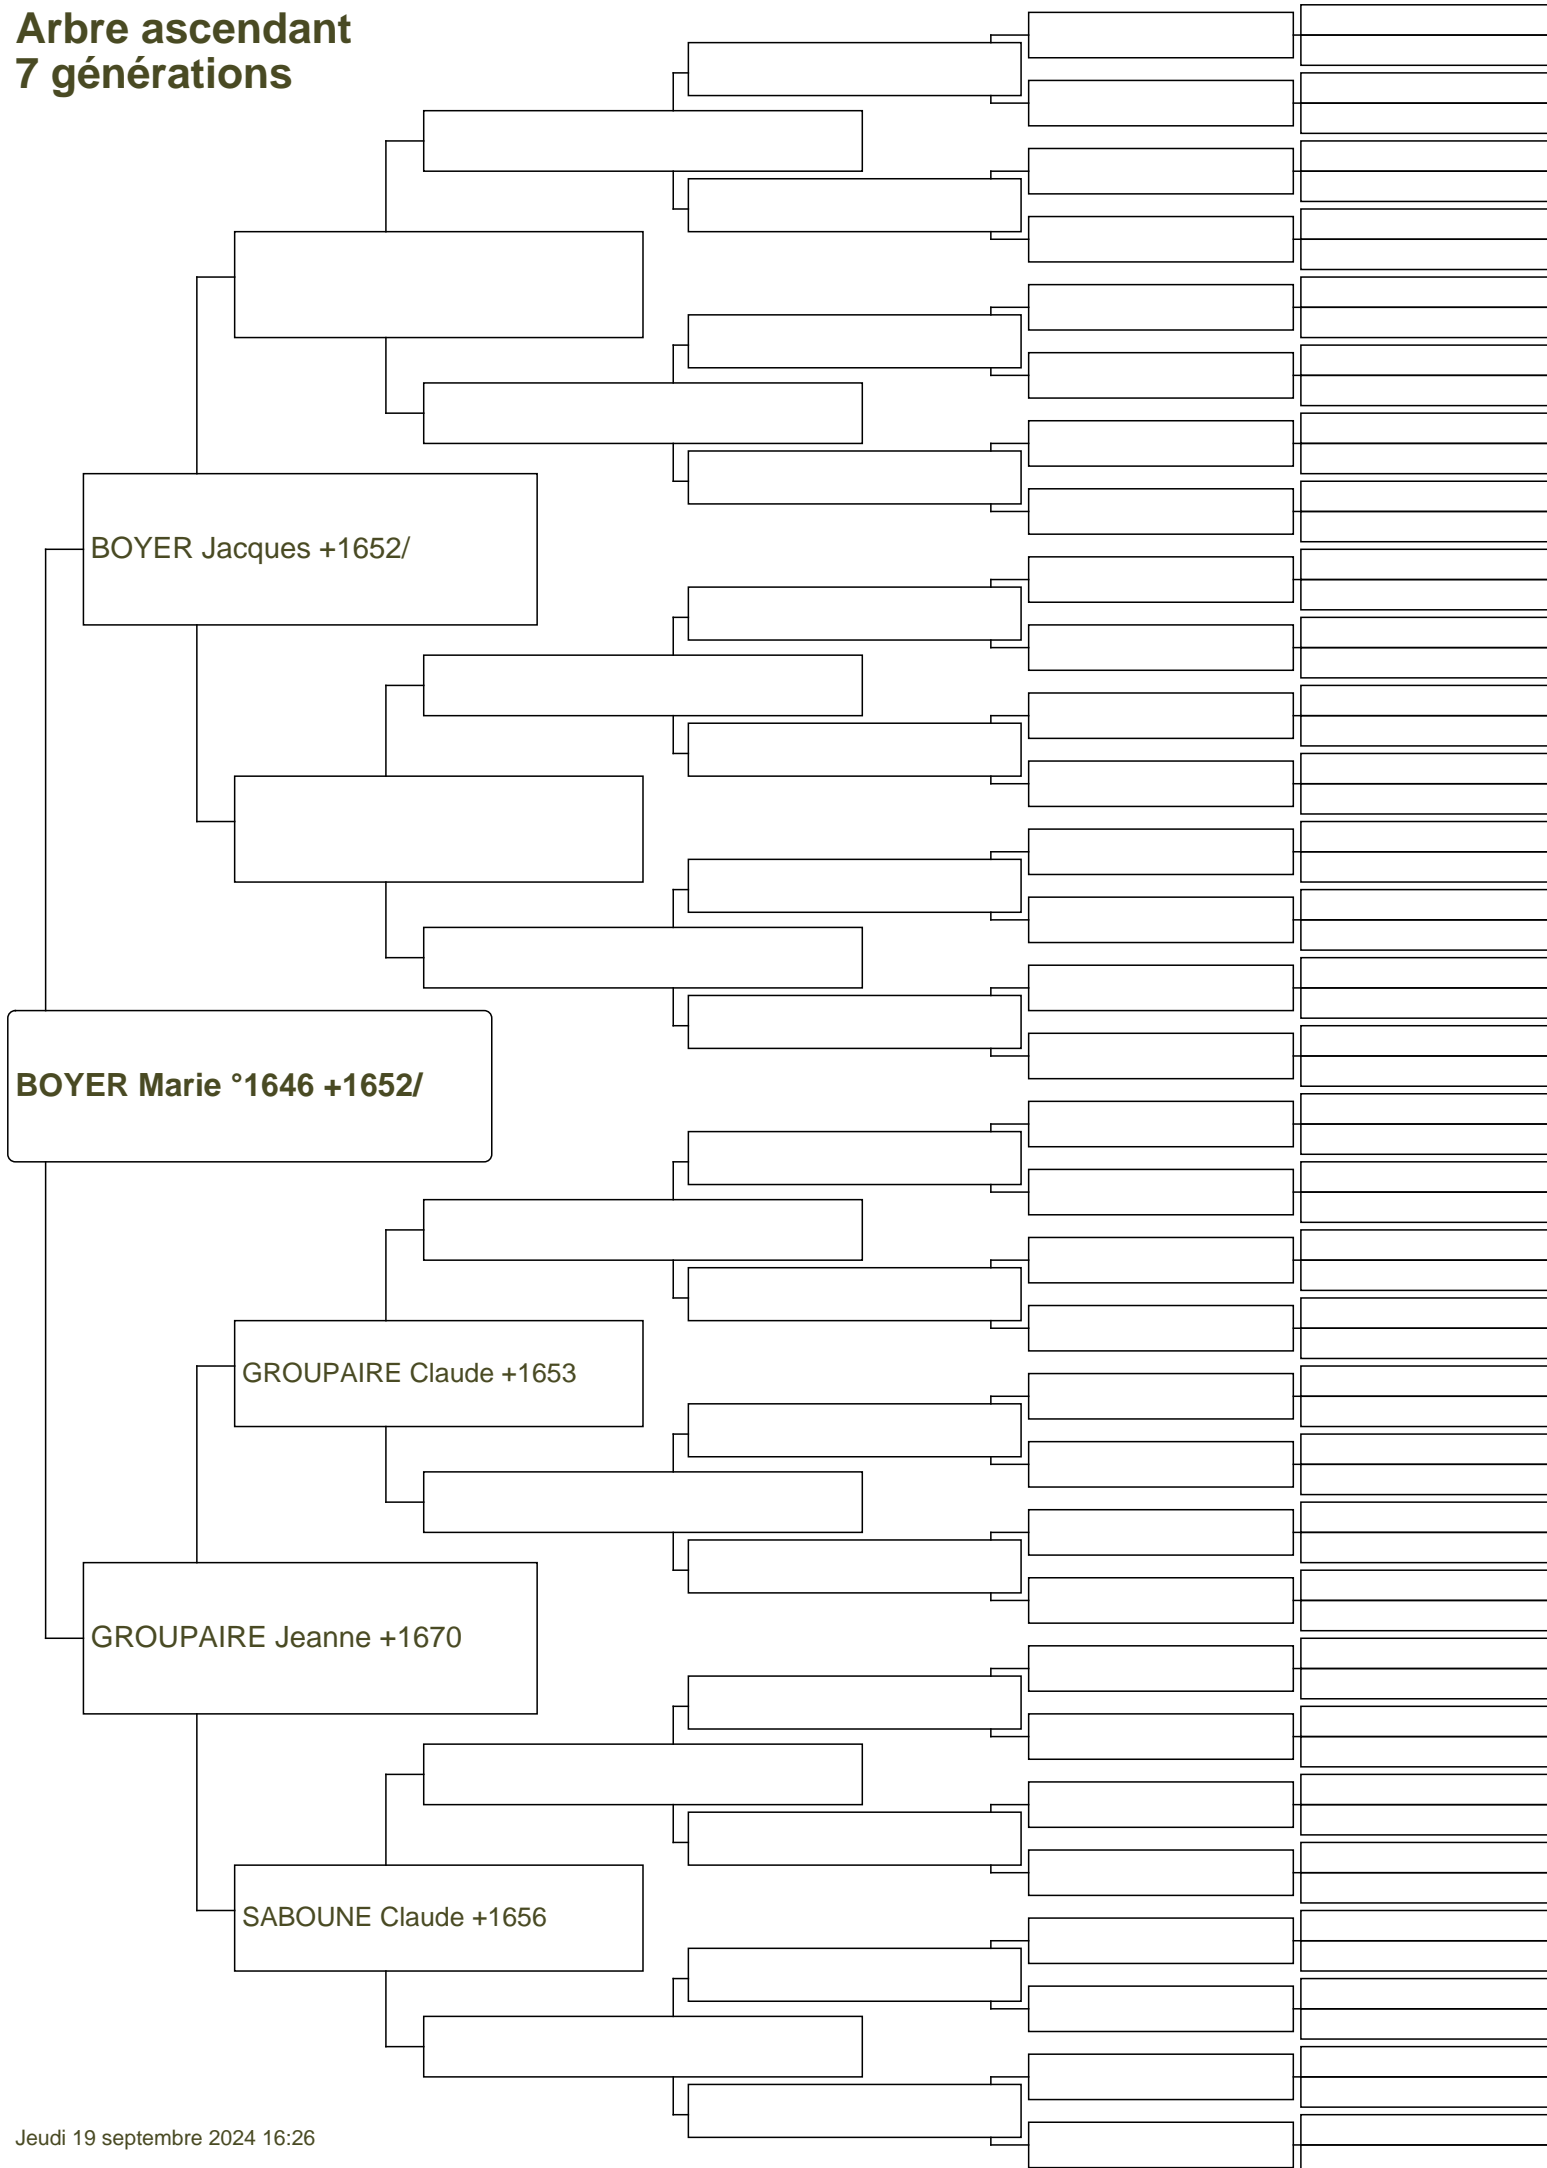 Arbre ascendant
7 générations
BOYER Jacques +1652/
BOYER Marie °1646 +1652/
GROUPAIRE Claude +1653
GROUPAIRE Jeanne +1670
SABOUNE Claude +1656
Jeudi 19 septembre 2024 16:26